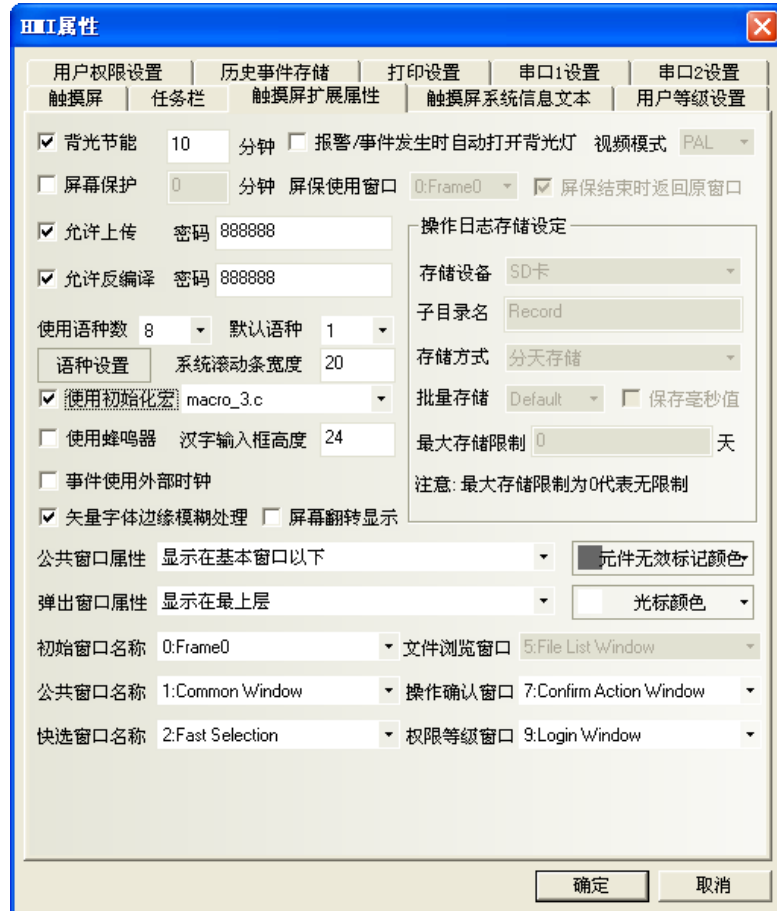 HMI属性
用户权限设置 历史事件存储 打印设置 串口1设置 串口2设置
触摸屏 任务栏 触摸屏扩展属性 触摸屏系统信息文本 用户等级设置
背光节能 10 分钟 报警/事件发生时自动打开背光灯 视频模式 PAL
屏幕保护 0 分钟 屏保使用窗口 0:Frame0 屏保结束时返回原窗口
允许上传 密码 888888
操作日志存储设定
允许反编译 密码 888888
存储设备 SD卡
子目录名 Record
使用语种数 8 默认语种 1
语种设置 系统滚动条宽度 20
存储方式 分天存储
使用初始化宏 macro_3.c
批量存储 Default 保存毫秒值
使用蜂鸣器 汉字输入框高度 24
最大存储限制 0 天
事件使用外部时钟
注意:最大存储限制为0代表无限制
矢量字体边缘模糊处理 屏幕翻转显示
公共窗口属性 显示在基本窗口以下 元件无效标记颜色
弹出窗口属性 显示在最上层 光标颜色
初始窗口名称 0:Frame0 文件浏览窗口 5:File List Window
公共窗口名称 1:Common Window 操作确认窗口 7:Confirm Action Window
快选窗口名称 2:Fast Selection 权限等级窗口 9:Login Window
确定 取消